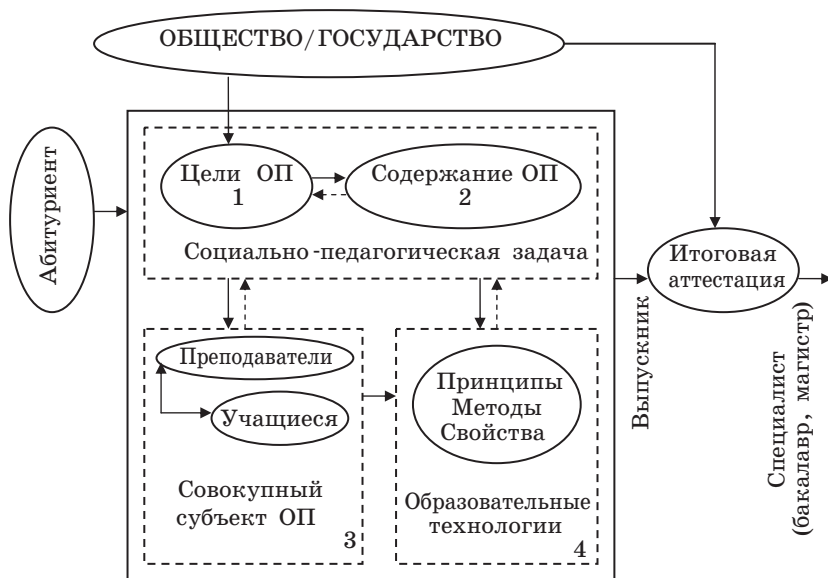 ОБЩЕСТВО/ГОСУДАРСТВО
Абитуриент
Цели ОП
1
Содержание ОП
2
Социально-педагогическая задача
Преподаватели
Учащиеся
Совокупный
субъект ОП
3
Принципы
Методы
Свойства
Образовательные
технологии
4
Выпускник
Итоговая
аттестация
Специалист
(бакалавр, магистр)